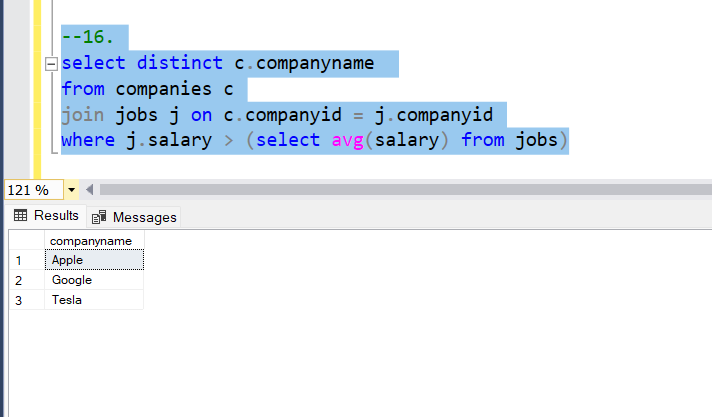 --16.
select distinct c.companyname
from companies c
join jobs j on c.companyid = j.companyid
where j.salary > (select avg(salary) from jobs)
121 %
Results Messages
companyname
1 Apple
2 Google
3 Tesla